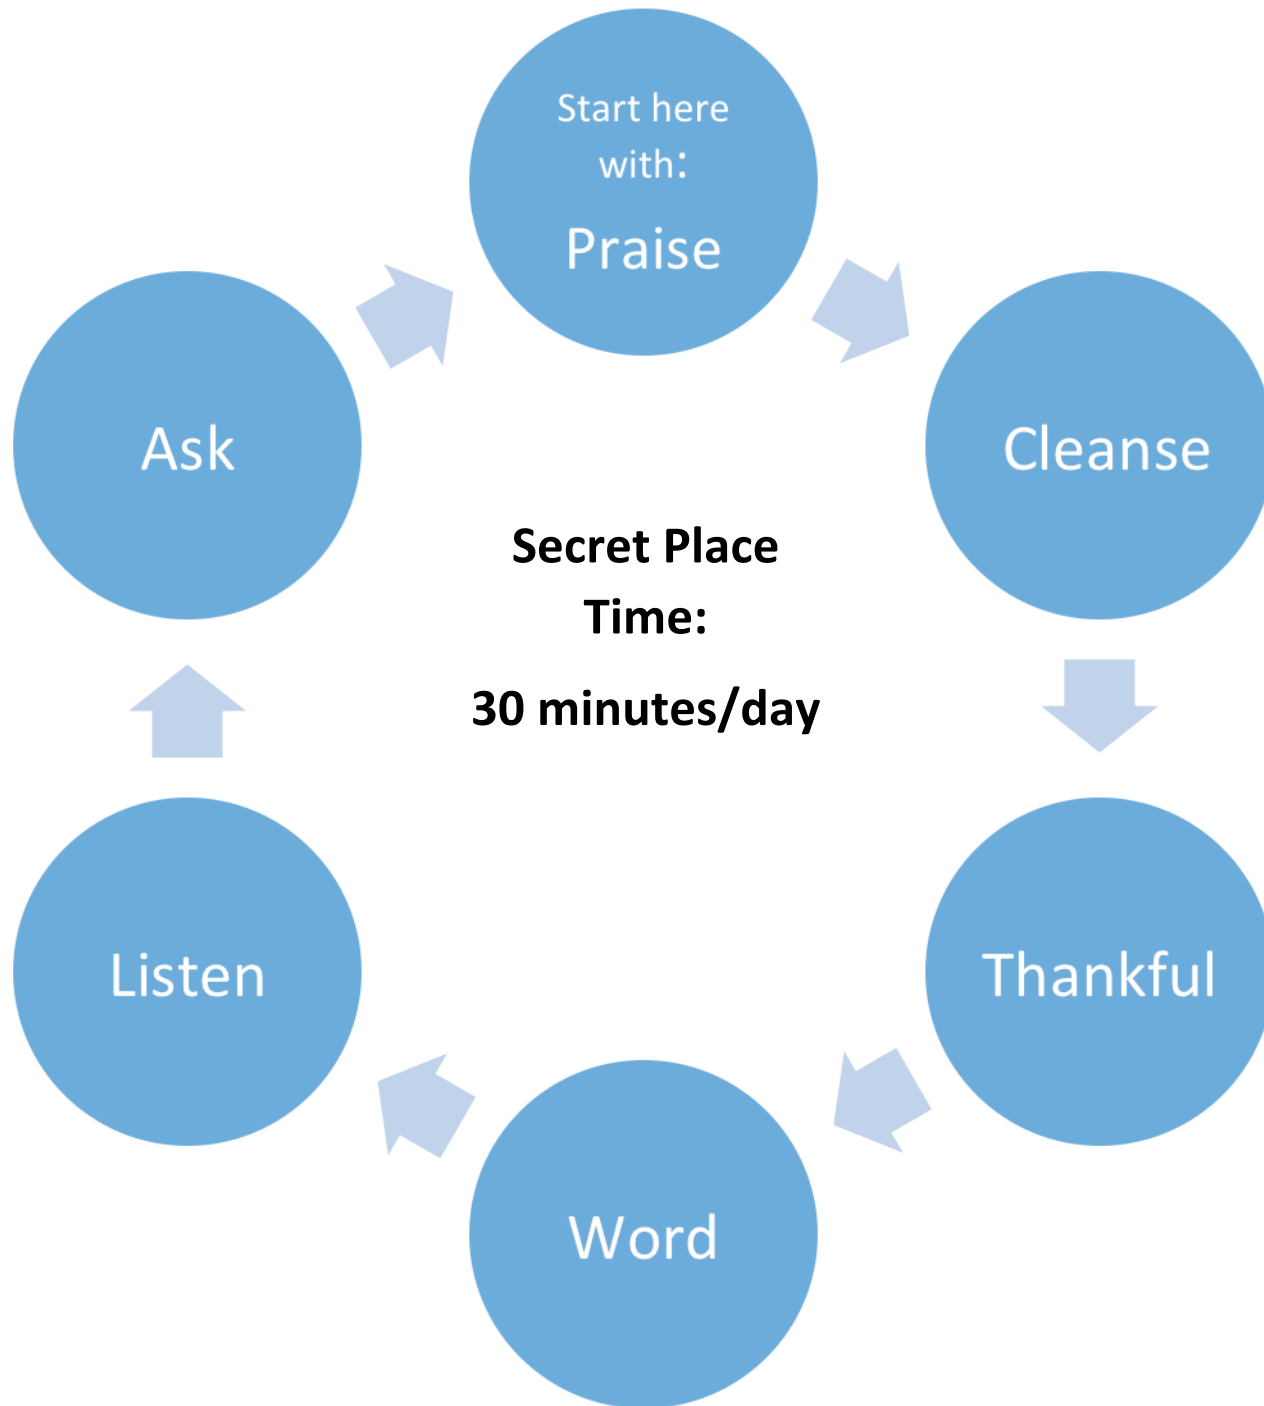 Start here
with:
Praise
Cleanse
Thankful
Word
Listen
Ask
Secret Place
Time:
30 minutes/day